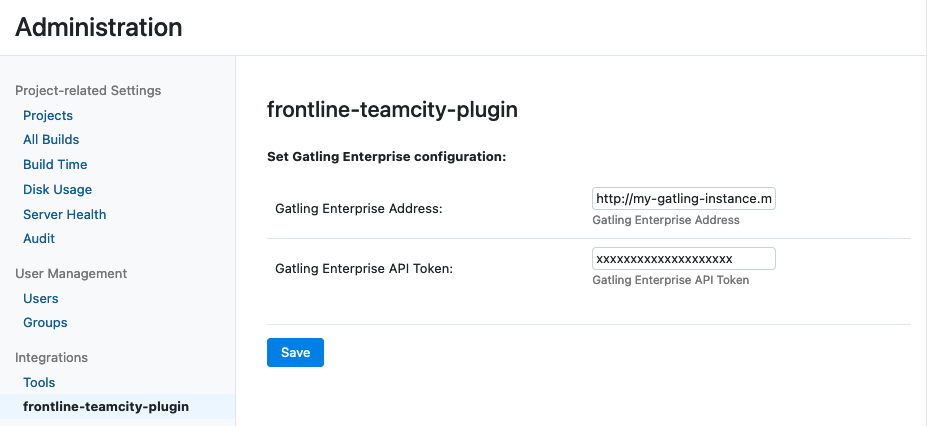 Administration
Project-related Settings
Projects
All Builds
Build Time
Disk Usage
Server Health
Audit
User Management
Users
Groups
Integrations
Tools
frontline-teamcity-plugin
frontline-teamcity-plugin
Set Gatling Enterprise configuration:
Gatling Enterprise Address:
http://my-gatling-instance.m
Gatling Enterprise Address
Gatling Enterprise API Token:
xxxxxxxxxxxxxxxxxxxx
Gatling Enterprise API Token
Save